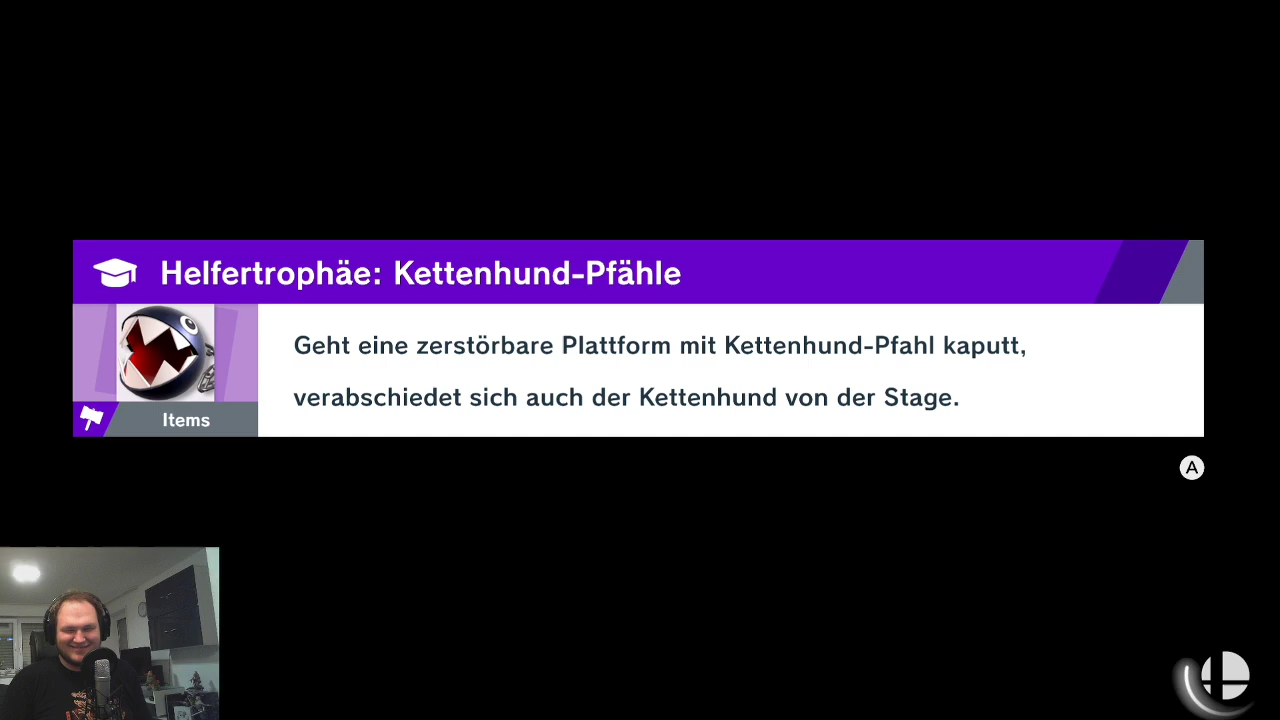 Helfertrophäe: Kettenhund-Pfähle
Geht eine zerstörbare Plattform mit Kettenhund-Pfahl kaputt,
verabschiedet sich auch der Kettenhund von der Stage.
Items
A